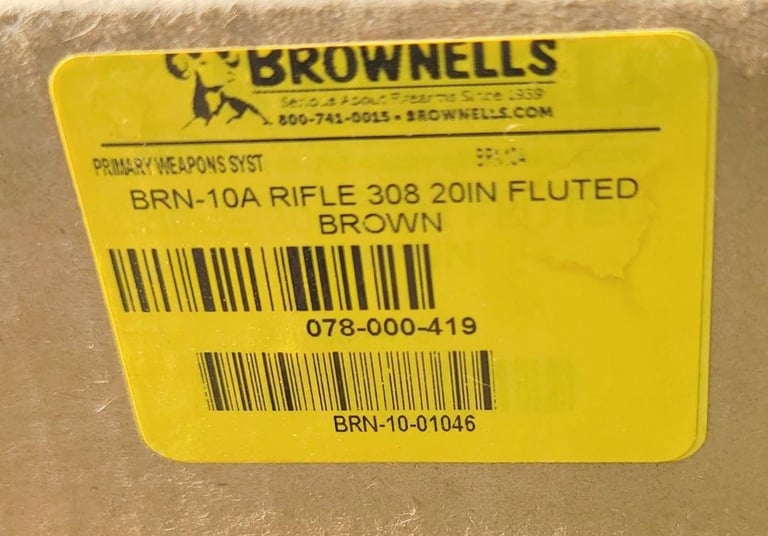 BROWNELLS
Serious About Firearms Since 1939
800-741-0015 • BROWNELLS.COM
PRIMARY WEAPONS SYST BRN10A
BRN-10A RIFLE 308 20IN FLUTED
BROWN
078-000-419
BRN-10-01046